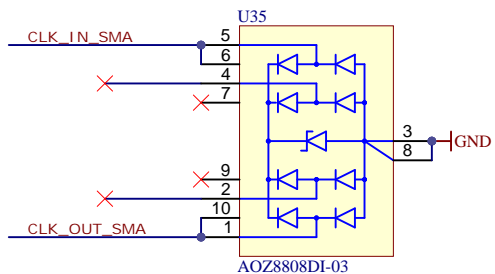 U35
CLK_IN_SMA
5
6
4
7
3
GND
8
9
2
10
CLK_OUT_SMA
1
AOZ8808DI-03